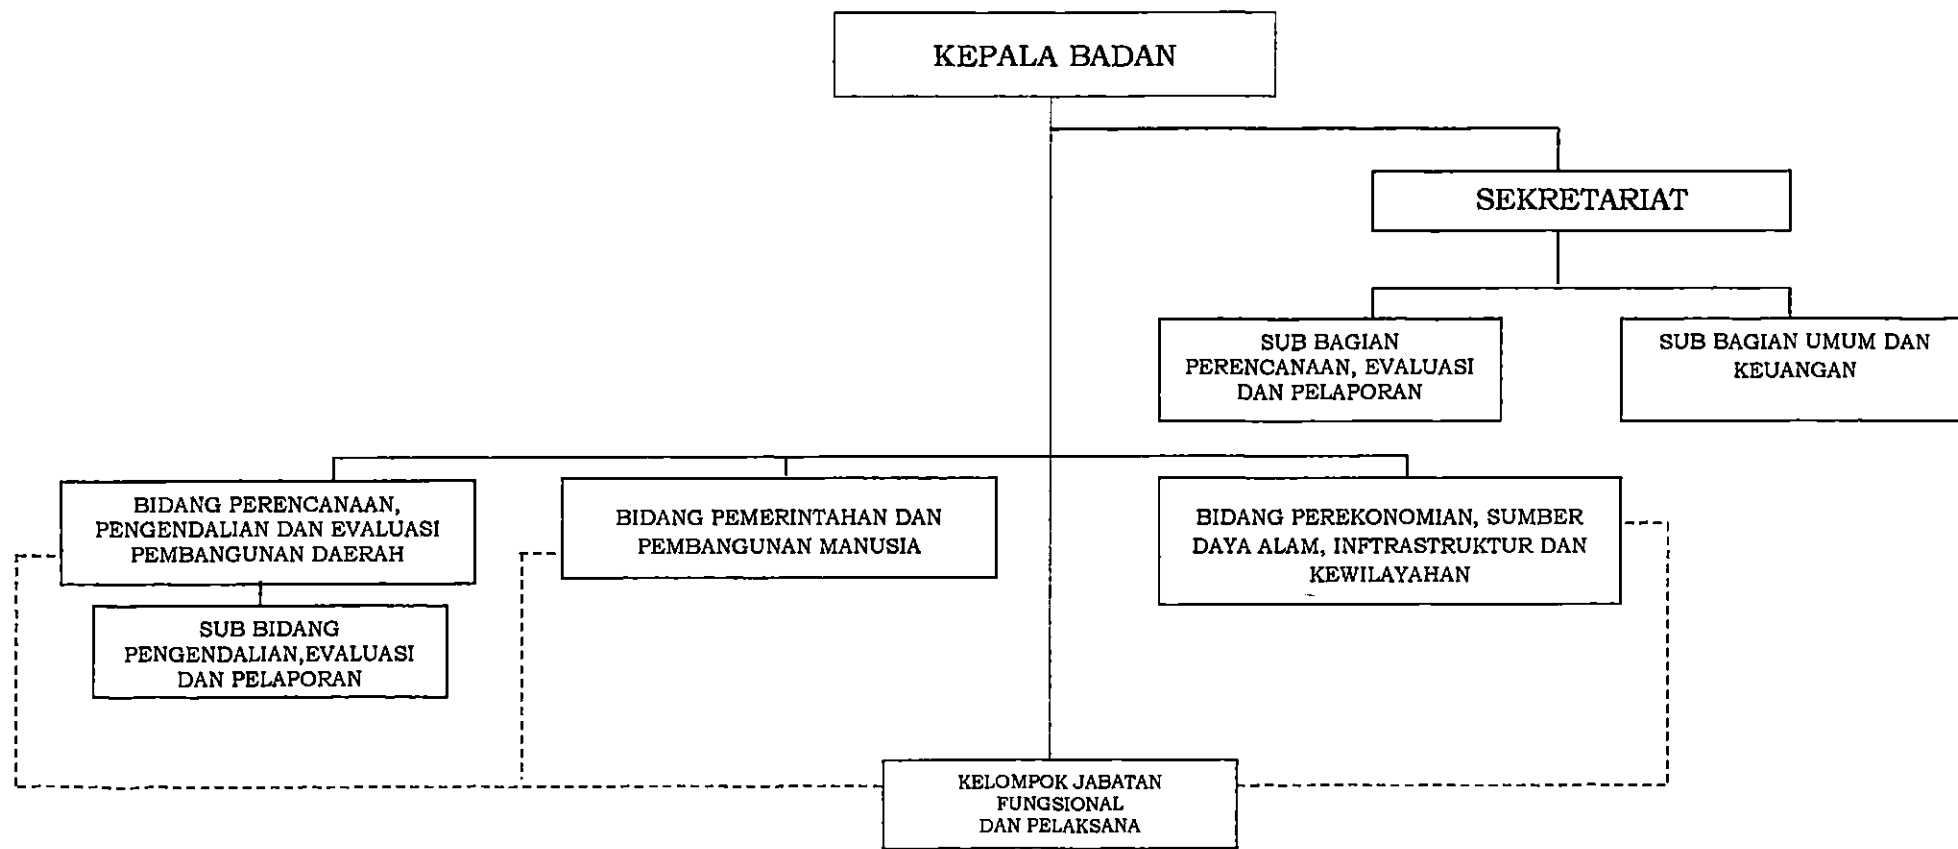 KEPALA BADAN
SEKRETARIAT
SUB BAGIAN
PERENCANAAN, EVALUASI
DAN PELAPORAN
SUB BAGIAN UMUM DAN
KEUANGAN
BIDANG PERENCANAAN,
PENGENDALIAN DAN EVALUASI
PEMBANGUNAN DAERAH
BIDANG PEMERINTAHAN DAN
PEMBANGUNAN MANUSIA
BIDANG PEREKONOMIAN, SUMBER
DAYA ALAM, INFTRASTRUKTUR DAN
KEWILAYAHAN
SUB BIDANG
PENGENDALIAN,EVALUASI
DAN PELAPORAN
KELOMPOK JABATAN
FUNGSIONAL
DAN PELAKSANA